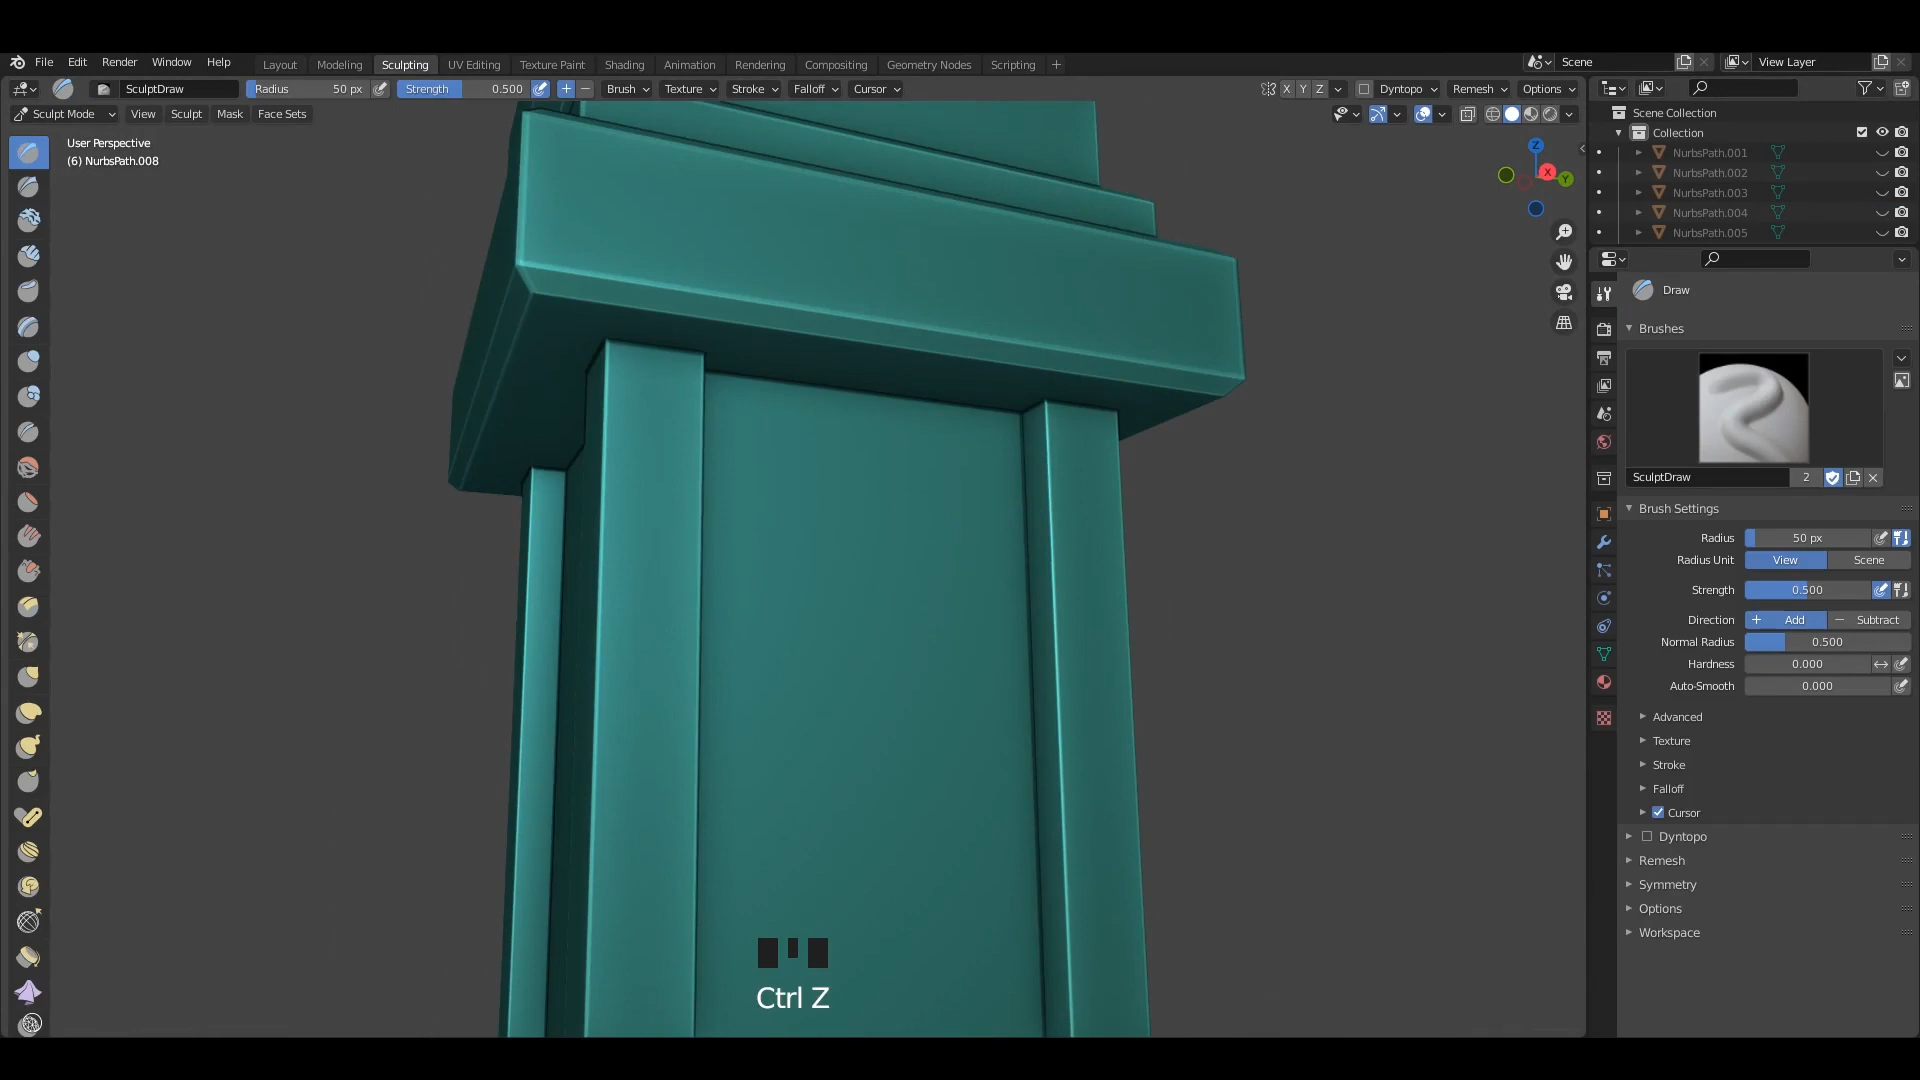 File Edit Render Window Help
Layout Modeling Sculpting UV Editing Texture Paint Shading Animation Rendering Compositing Geometry Nodes Scripting +
Scene
View Layer
SculptDraw
Radius 50 px
Strength 0.500
Brush Texture Stroke Falloff Cursor
X Y Z
Dyntopo Remesh Options
Sculpt Mode View Sculpt Mask Face Sets
User Perspective
(6) NurbsPath.008
Z
X
Y
Scene Collection
Collection
NurbsPath.001
NurbsPath.002
NurbsPath.003
NurbsPath.004
NurbsPath.005
Draw
Brushes
SculptDraw 2
Brush Settings
Radius 50 px
Radius Unit View Scene
Strength 0.500
Direction + Add − Subtract
Normal Radius 0.500
Hardness 0.000
Auto-Smooth 0.000
Advanced
Texture
Stroke
Falloff
Cursor
Dyntopo
Remesh
Symmetry
Options
Workspace
Ctrl Z